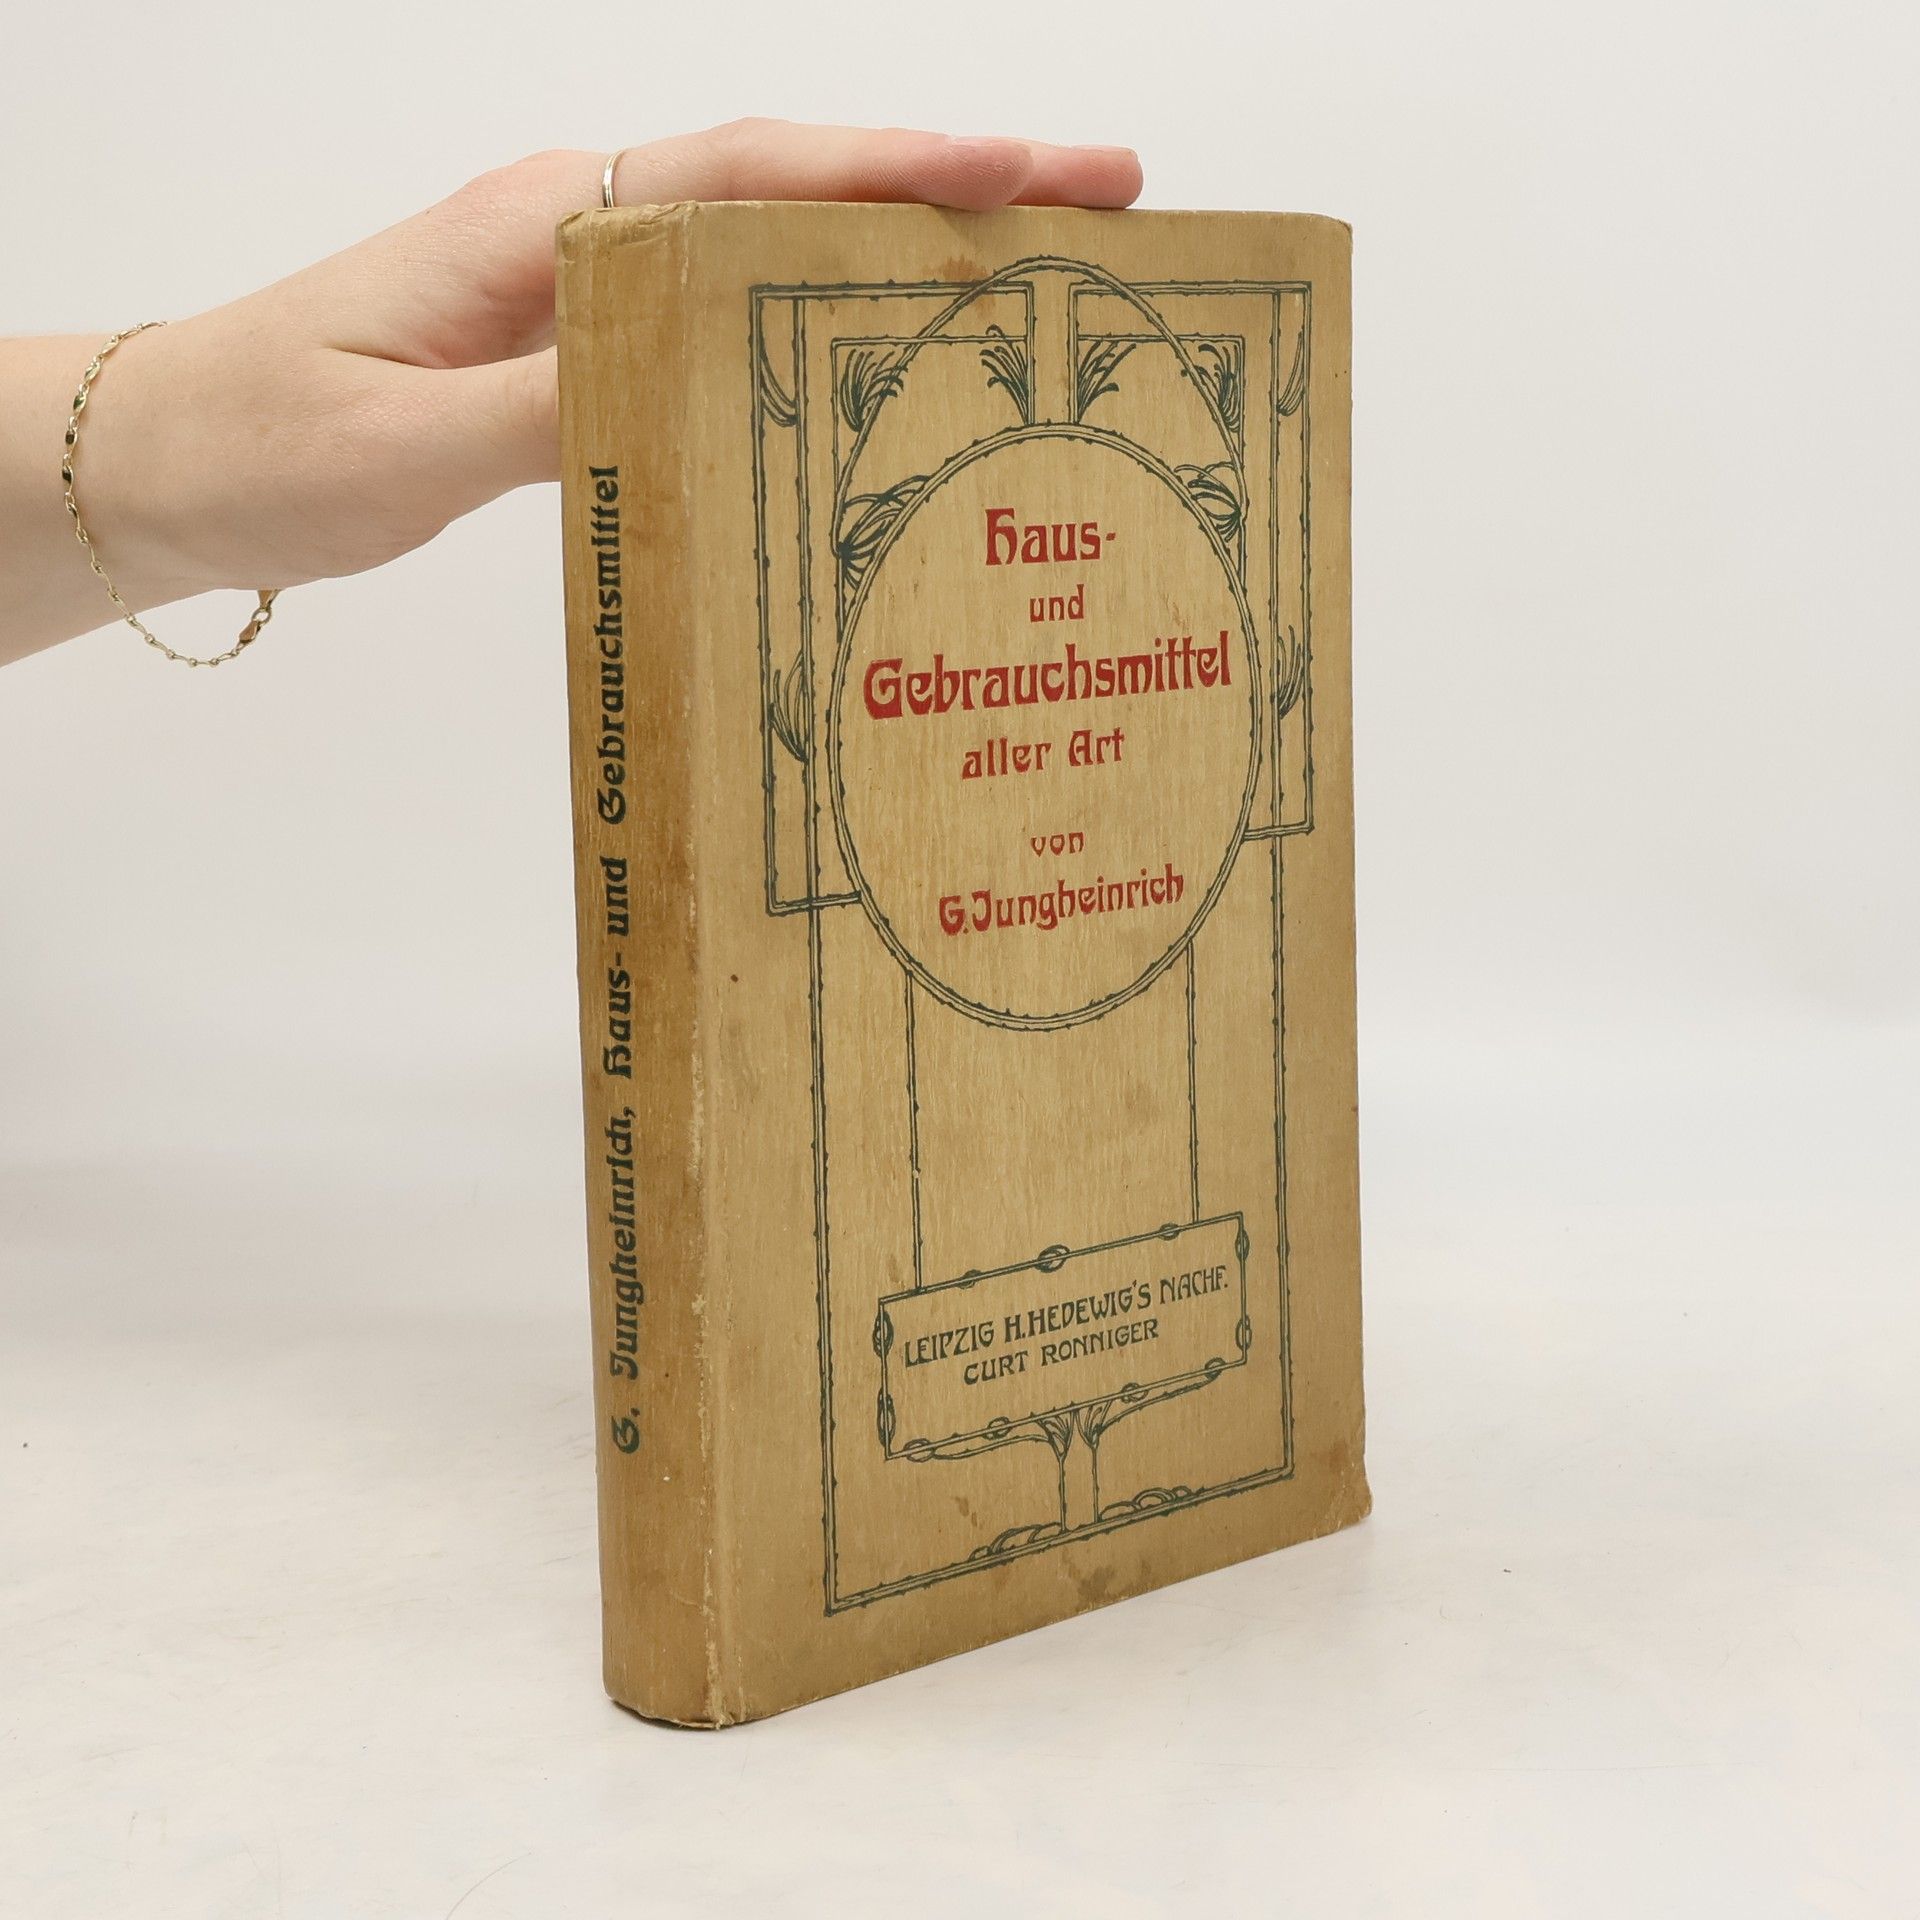 G. Jungheinrich, Haus- und Gebrauchsmittel
Haus-
und
Gebrauchsmittel
aller Art
von
G. Jungheinrich
LEIPZIG H. HEDEWIG'S NACHF.
CURT RONNIGER